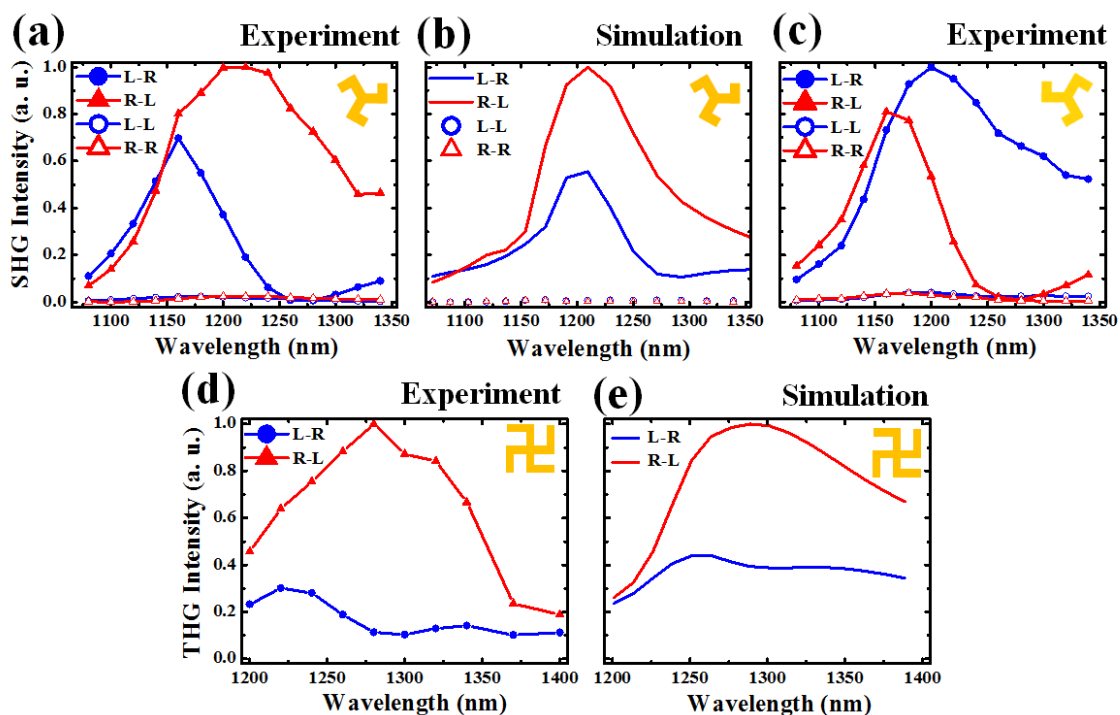 (a) Experiment
(b) Simulation
(c) Experiment
SHG Intensity (a. u.)
1.0
0.8
0.6
0.4
0.2
0.0
L-R
R-L
L-L
R-R
1100 1150 1200 1250 1300 1350
Wavelength (nm)
L-R
R-L
L-L
R-R
1100 1150 1200 1250 1300 1350
Wavelength (nm)
L-R
R-L
L-L
R-R
1100 1150 1200 1250 1300 1350
Wavelength (nm)
(d) Experiment
(e) Simulation
THG Intensity (a. u.)
1.0
0.8
0.6
0.4
0.2
0.0
L-R
R-L
1200 1250 1300 1350 1400
Wavelength (nm)
L-R
R-L
1200 1250 1300 1350 1400
Wavelength (nm)